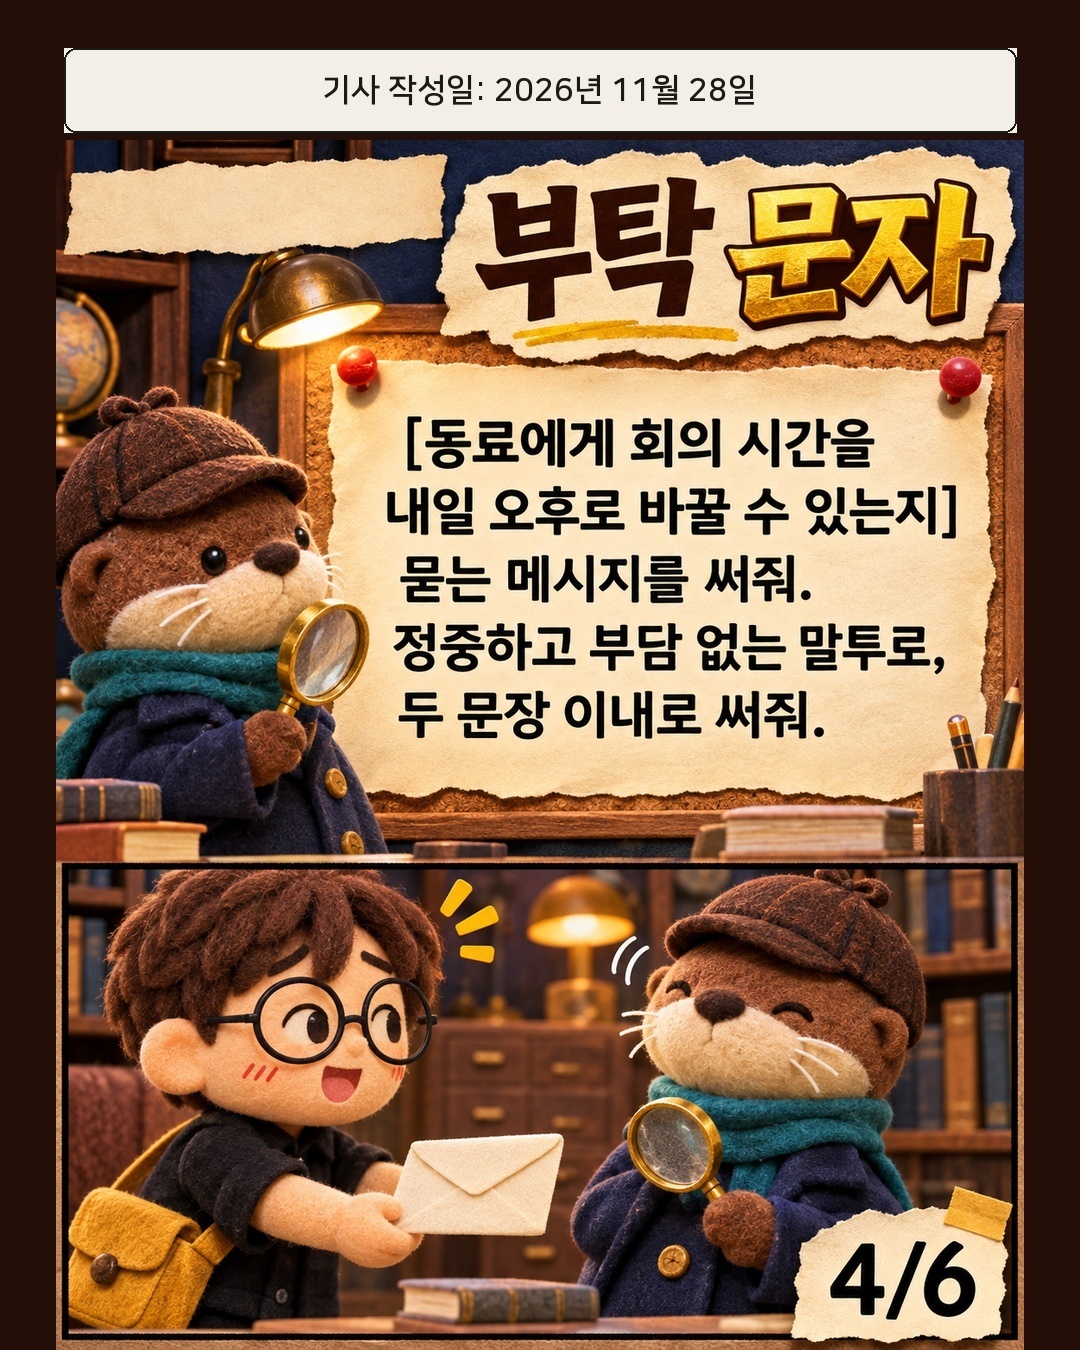 기사 작성일: 2026년 11월 28일
부탁 문자
[동료에게 회의 시간을
내일 오후로 바꿀 수 있는지]
묻는 메시지를 써줘.
정중하고 부담 없는 말투로,
두 문장 이내로 써줘.
4/6